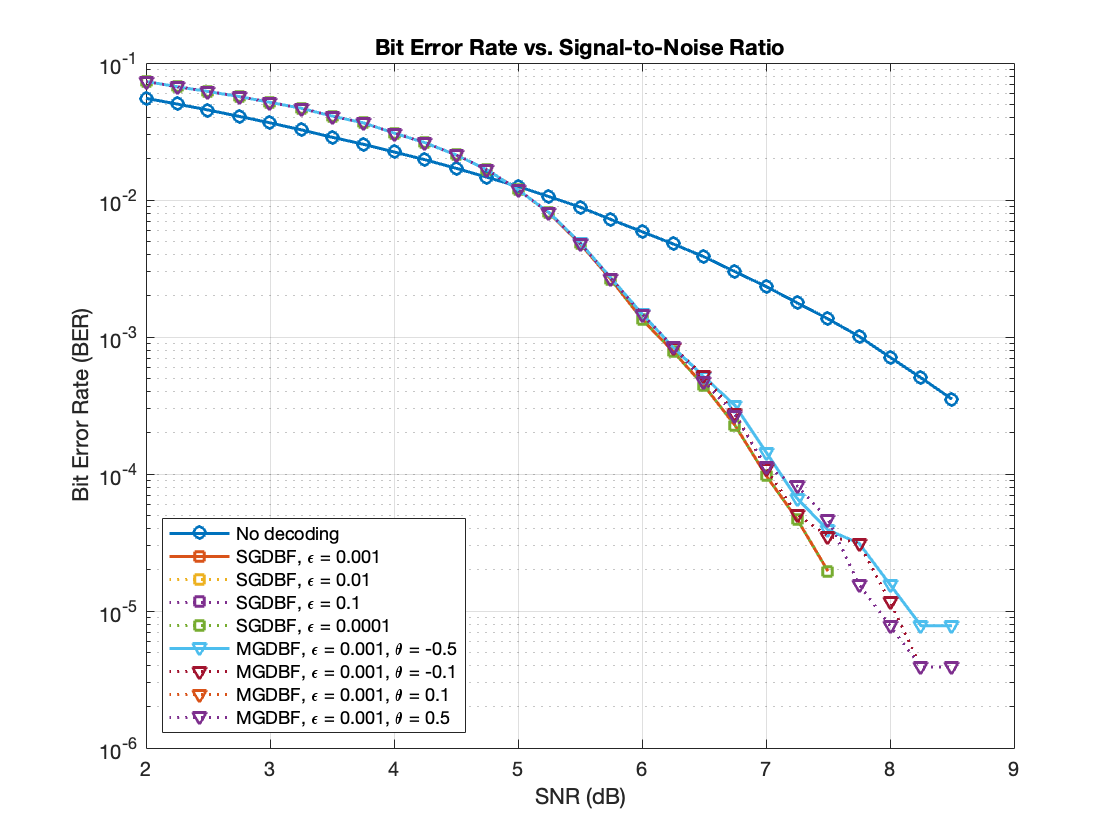 Bit Error Rate vs. Signal-to-Noise Ratio
Bit Error Rate (BER)
10^-1
10^-2
10^-3
10^-4
10^-5
10^-6
No decoding
SGDBF, ϵ = 0.001
SGDBF, ϵ = 0.01
SGDBF, ϵ = 0.1
SGDBF, ϵ = 0.0001
MGDBF, ϵ = 0.001, θ = -0.5
MGDBF, ϵ = 0.001, θ = -0.1
MGDBF, ϵ = 0.001, θ = 0.1
MGDBF, ϵ = 0.001, θ = 0.5
2 3 4 5 6 7 8 9
SNR (dB)